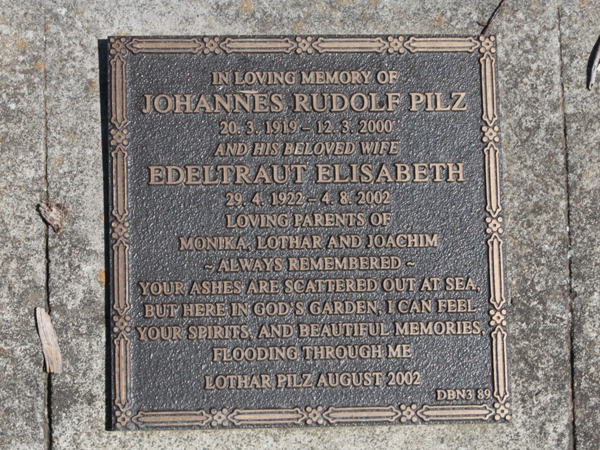 IN LOVING MEMORY OF
JOHANNES RUDOLF PILZ
20. 3. 1919 - 12. 3. 2000
AND HIS BELOVED WIFE
EDELTRAUT ELISABETH
29. 4. 1922 - 4. 8. 2002
LOVING PARENTS OF
MONIKA, LOTHAR AND JOACHIM
~ ALWAYS REMEMBERED ~
YOUR ASHES ARE SCATTERED OUT AT SEA,
BUT HERE IN GOD'S GARDEN, I CAN FEEL
YOUR SPIRITS, AND BEAUTIFUL MEMORIES,
FLOODING THROUGH ME
LOTHAR PILZ AUGUST 2002
DBN3 89